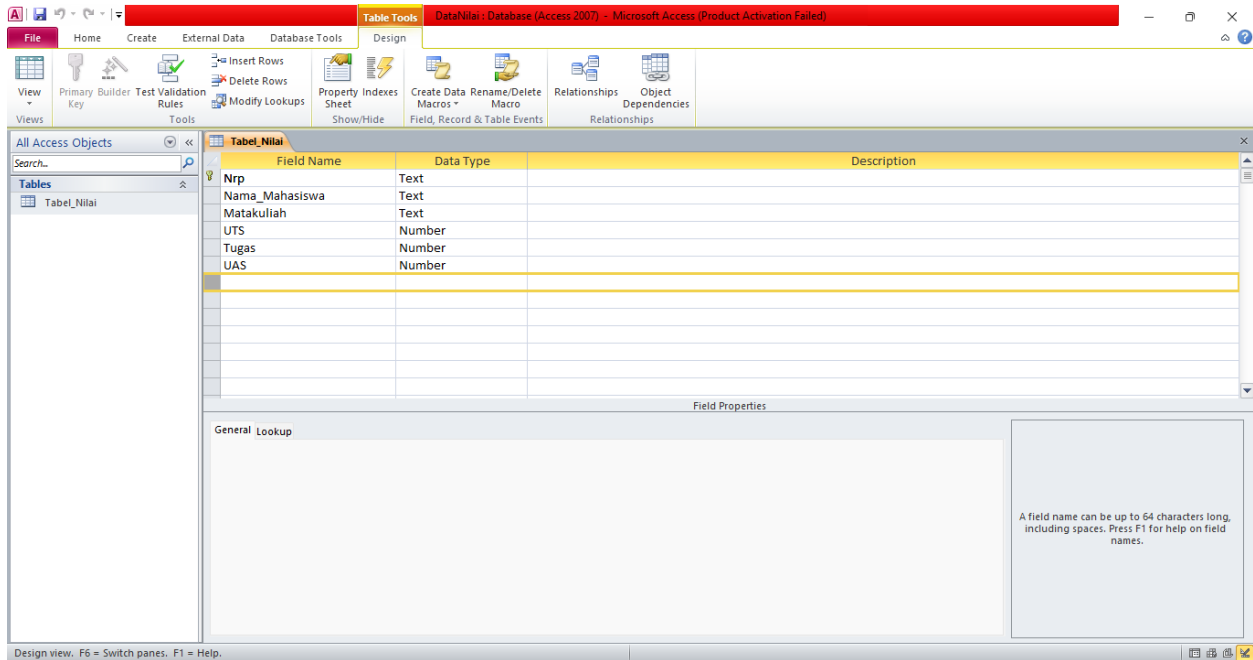 Table Tools
DataNilai : Database (Access 2007) - Microsoft Access (Product Activation Failed)
File Home Create External Data Database Tools Design
View
Views
Primary Key
Builder
Test Validation Rules
Insert Rows
Delete Rows
Modify Lookups
Tools
Property Sheet
Indexes
Show/Hide
Create Data Macros
Rename/Delete Macro
Field, Record & Table Events
Relationships
Object Dependencies
Relationships
All Access Objects
Search...
Tables
Tabel_Nilai
Tabel_Nilai
Field Name Data Type Description
Nrp Text
Nama_Mahasiswa Text
Matakuliah Text
UTS Number
Tugas Number
UAS Number
Field Properties
General Lookup
A field name can be up to 64 characters long,
including spaces. Press F1 for help on field
names.
Design view. F6 = Switch panes. F1 = Help.